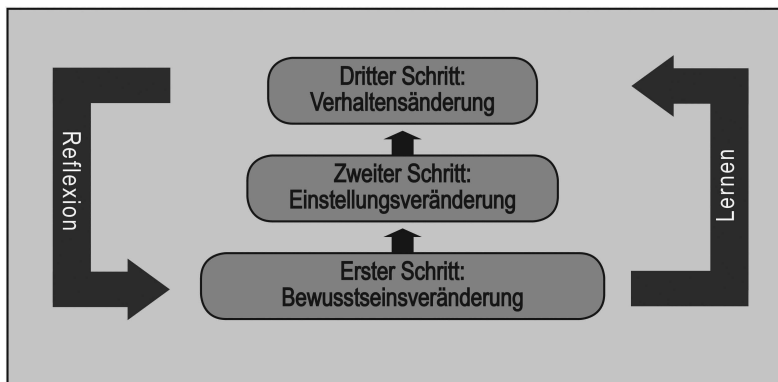 Dritter Schritt:
Verhaltensänderung
Reflexion
Zweiter Schritt:
Einstellungsveränderung
Lernen
Erster Schritt:
Bewusstseinsveränderung